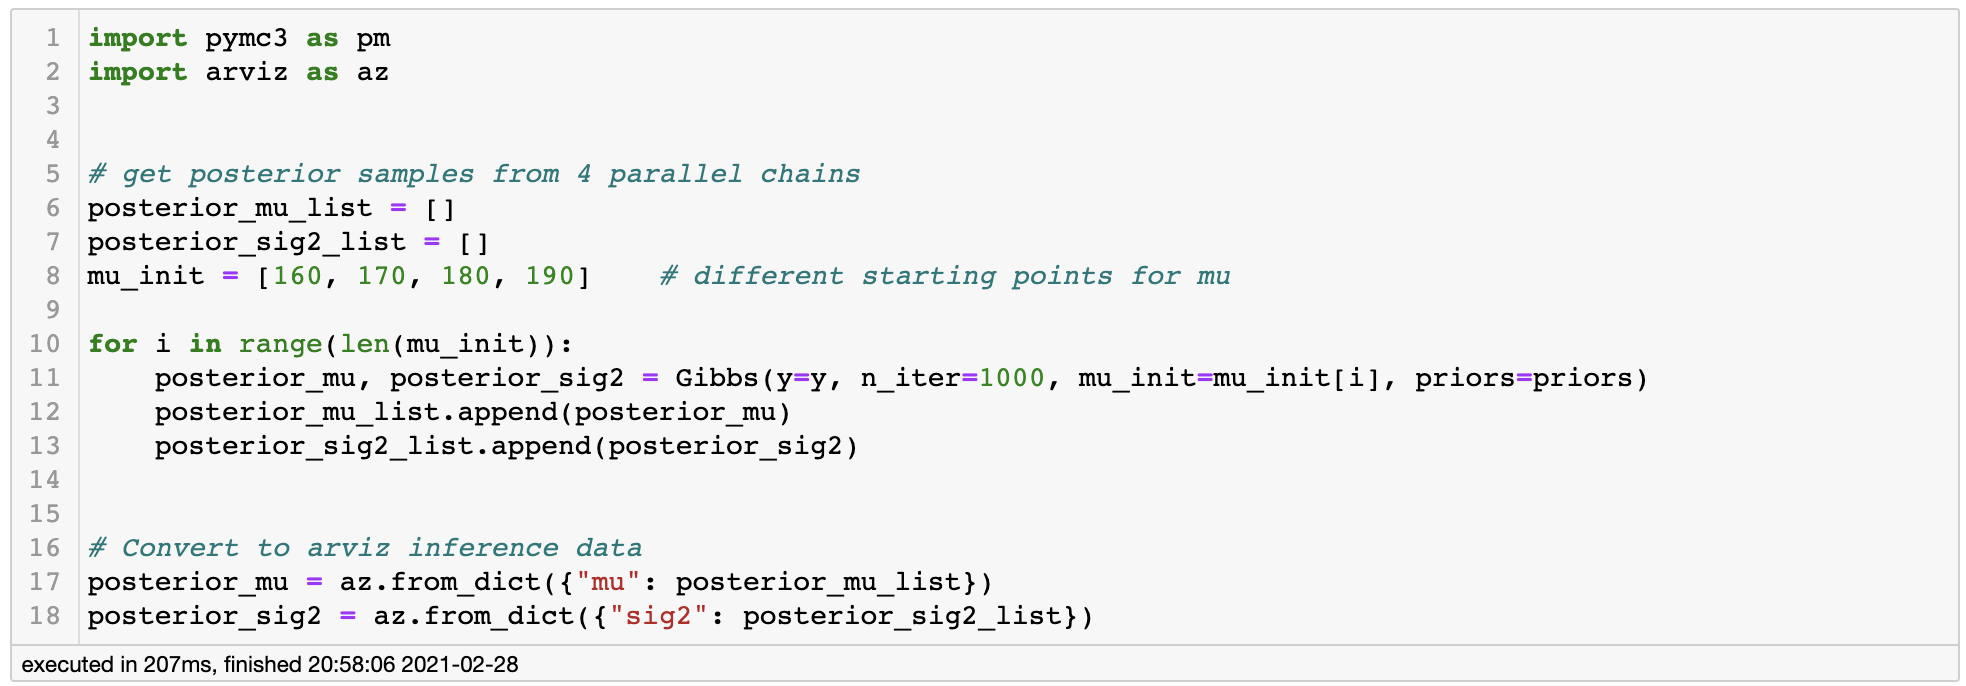 1 import pymc3 as pm
2 import arviz as az
3
4
5 # get posterior samples from 4 parallel chains
6 posterior_mu_list = []
7 posterior_sig2_list = []
8 mu_init = [160, 170, 180, 190]    # different starting points for mu
9
10 for i in range(len(mu_init)):
11     posterior_mu, posterior_sig2 = Gibbs(y=y, n_iter=1000, mu_init=mu_init[i], priors=priors)
12     posterior_mu_list.append(posterior_mu)
13     posterior_sig2_list.append(posterior_sig2)
14
15
16 # Convert to arviz inference data
17 posterior_mu = az.from_dict({"mu": posterior_mu_list})
18 posterior_sig2 = az.from_dict({"sig2": posterior_sig2_list})
executed in 207ms, finished 20:58:06 2021-02-28